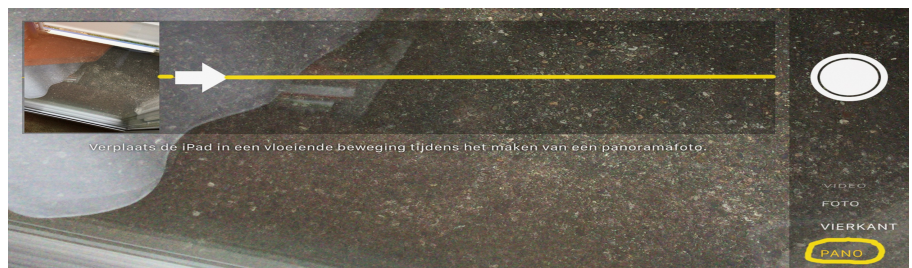 Verplaats de iPad in een vloeiende beweging tijdens het maken van een panoramafoto.
VIDEO
FOTO
VIERKANT
PANO